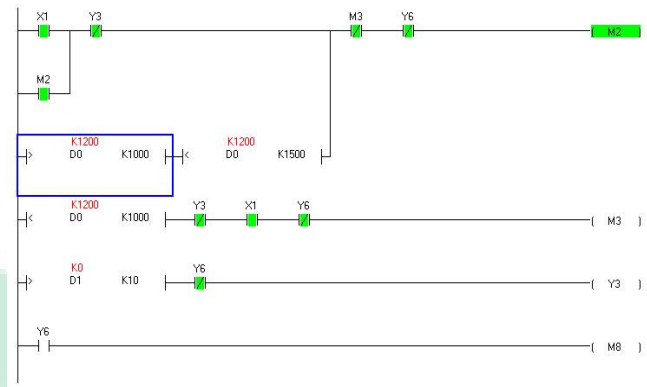 X1 Y3 M3 Y6
M2
M2
K1200 K1200
> D0 K1000 < D0 K1500
K1200
< D0 K1000 Y3 X1 Y6 M3
K0
> D1 K10 Y6 Y3
Y6
M8